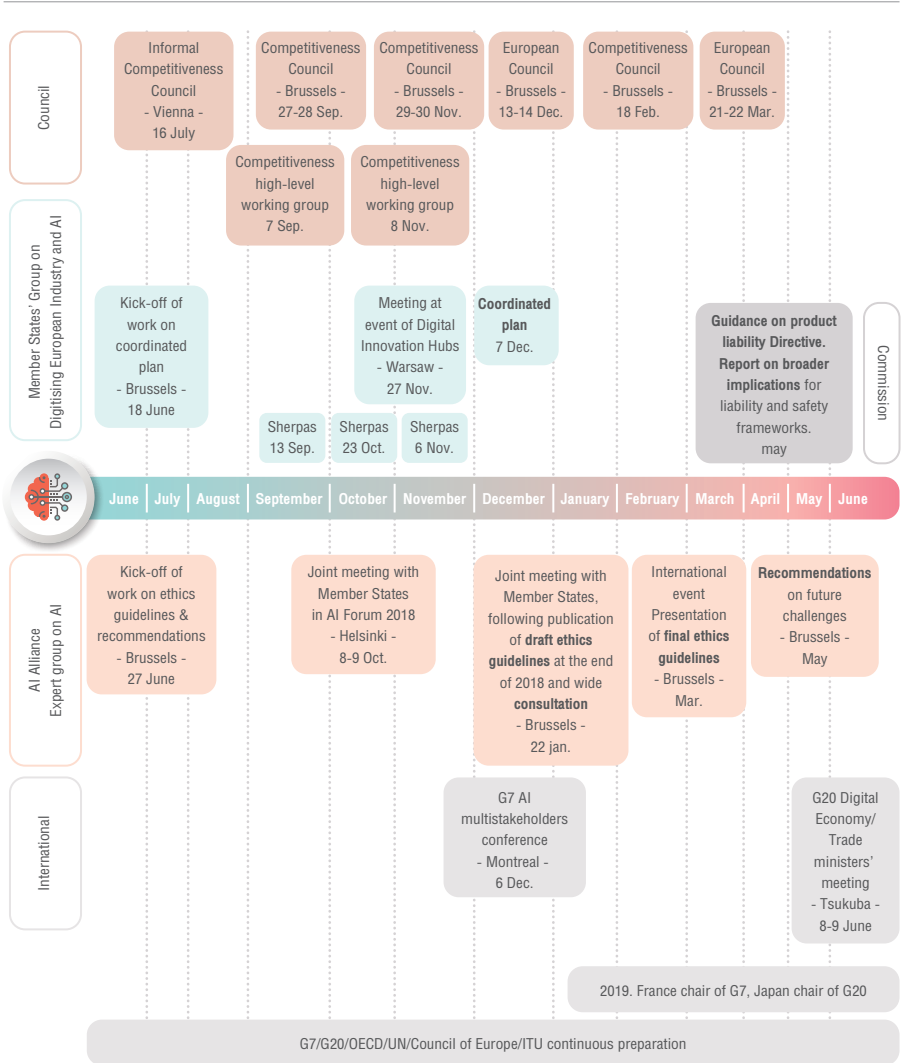 Council
Informal
Competitiveness
Council
- Vienna -
16 July
Competitiveness
Council
- Brussels -
27-28 Sep.
Competitiveness
Council
- Brussels -
29-30 Nov.
European
Council
- Brussels -
13-14 Dec.
Competitiveness
Council
- Brussels -
18 Feb.
European
Council
- Brussels -
21-22 Mar.
Competitiveness
high-level
working group
7 Sep.
Competitiveness
high-level
working group
8 Nov.
Member States' Group on
Digitising European Industry and AI
Kick-off of
work on
coordinated
plan
- Brussels -
18 June
Meeting at
event of Digital
Innovation Hubs
- Warsaw -
27 Nov.
Coordinated
plan
7 Dec.
Sherpas
13 Sep.
Sherpas
23 Oct.
Sherpas
6 Nov.
Guidance on product
liability Directive.
Report on broader
implications for
liability and safety
frameworks.
may
Commission
June July August September October November December January February March April May June
AI Alliance
Expert group on AI
Kick-off of
work on ethics
guidelines &
recommendations
- Brussels -
27 June
Joint meeting with
Member States
in AI Forum 2018
- Helsinki -
8-9 Oct.
Joint meeting with
Member States,
following publication
of draft ethics
guidelines at the end
of 2018 and wide
consultation
- Brussels -
22 jan.
International
event
Presentation
of final ethics
guidelines
- Brussels-
Mar.
Recommendations
on future
challenges
- Brussels -
May
International
G7 AI
multistakeholders
conference
- Montreal -
6 Dec.
G20 Digital
Economy/
Trade
ministers'
meeting
- Tsukuba -
8-9 June
2019. France chair of G7, Japan chair of G20
G7/G20/OECD/UN/Council of Europe/ITU continuous preparation